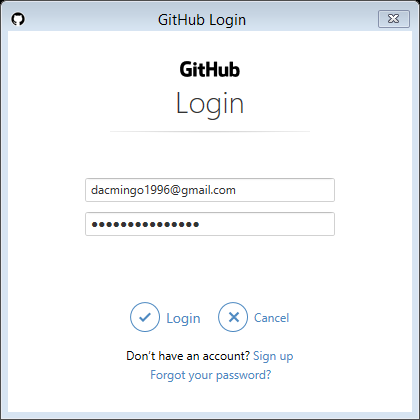 GitHub Login
GitHub
Login
dacmingo1996@gmail.com
●●●●●●●●●●●●●●●
Login Cancel
Don't have an account? Sign up
Forgot your password?